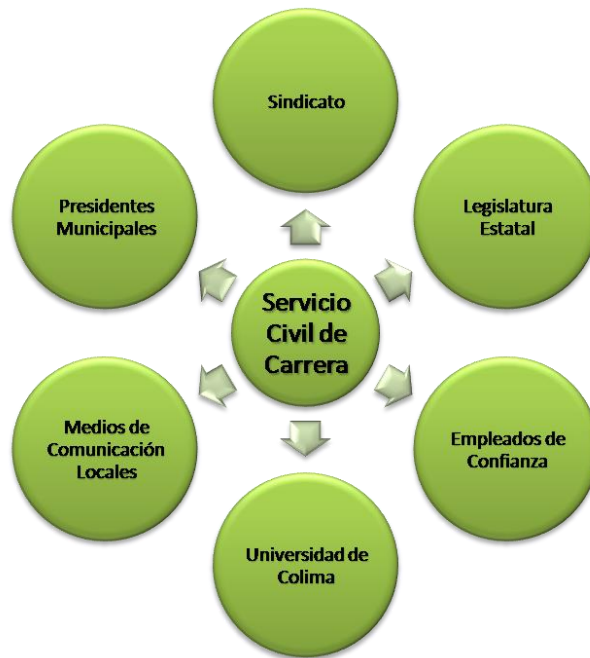 Sindicato
Presidentes
Municipales
Legislatura
Estatal
Servicio
Civil de
Carrera
Medios de
Comunicación
Locales
Empleados de
Confianza
Universidad de
Colima